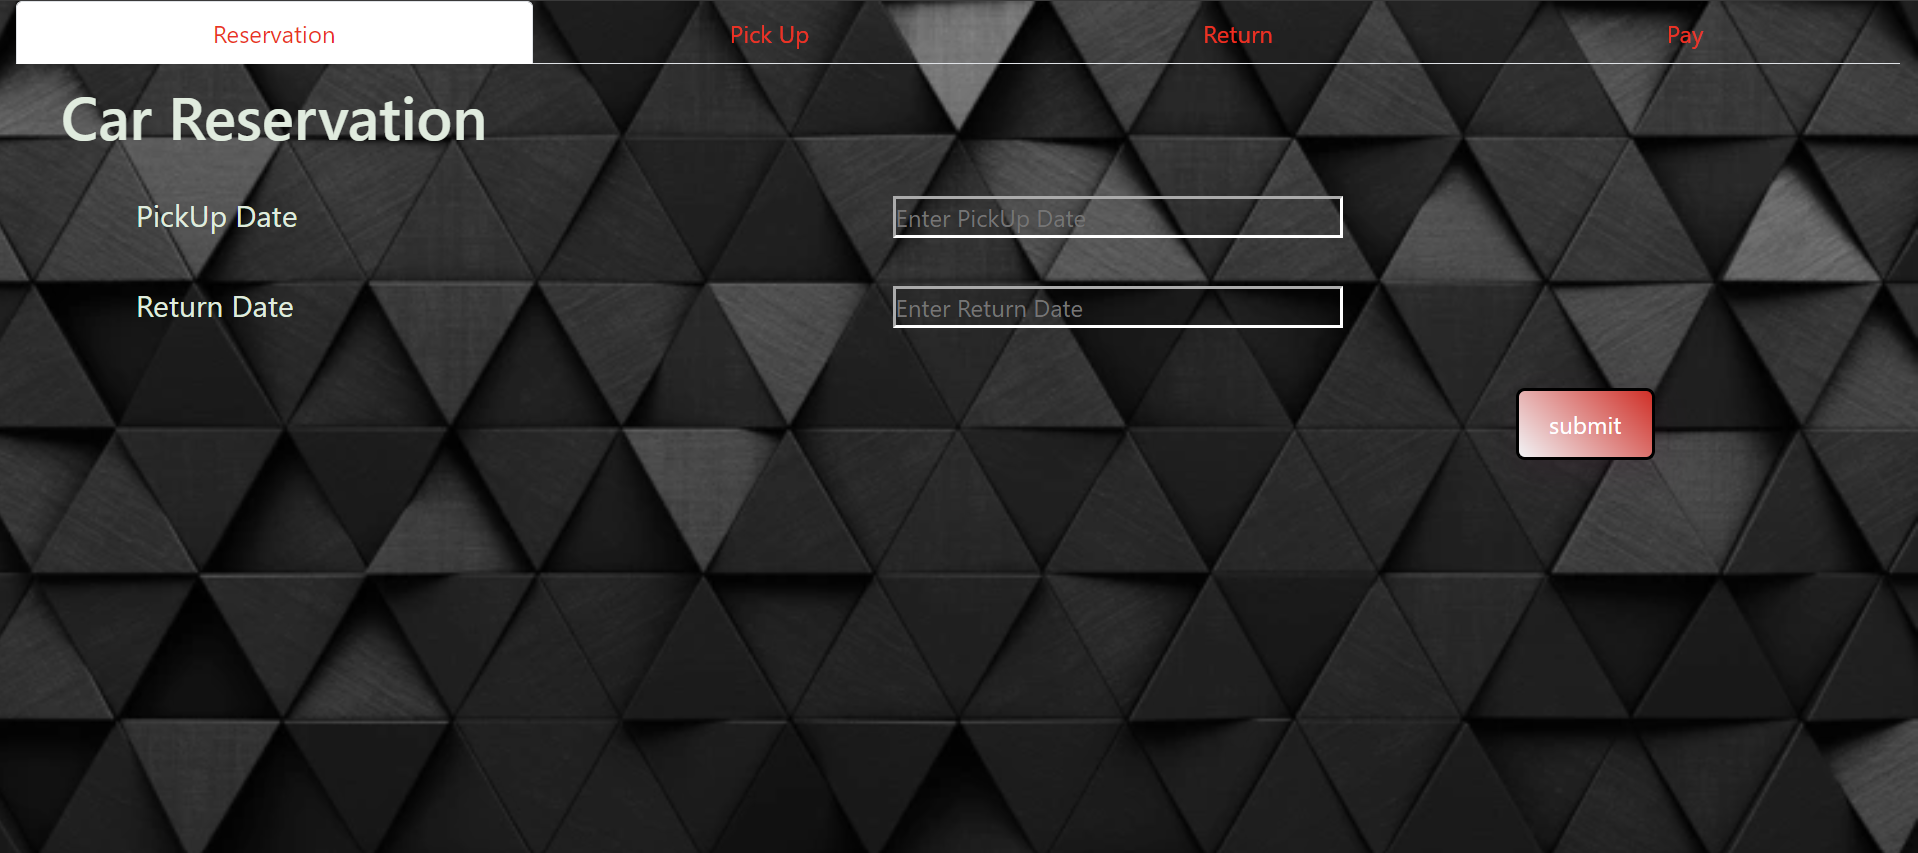 Reservation Pick Up Return Pay
Car Reservation
PickUp Date Enter PickUp Date
Return Date Enter Return Date
submit